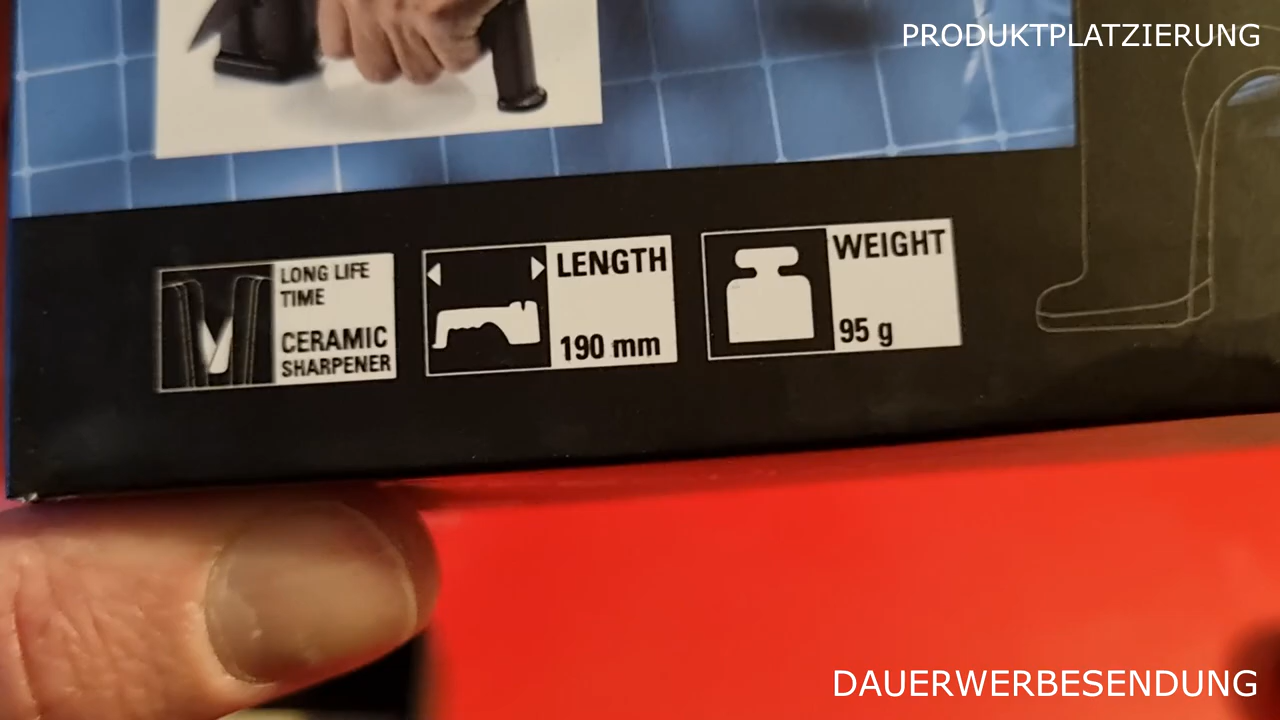 PRODUKTPLATZIERUNG
LONG LIFE
TIME
CERAMIC
SHARPENER
LENGTH
190 mm
WEIGHT
95 g
DAUERWERBESENDUNG